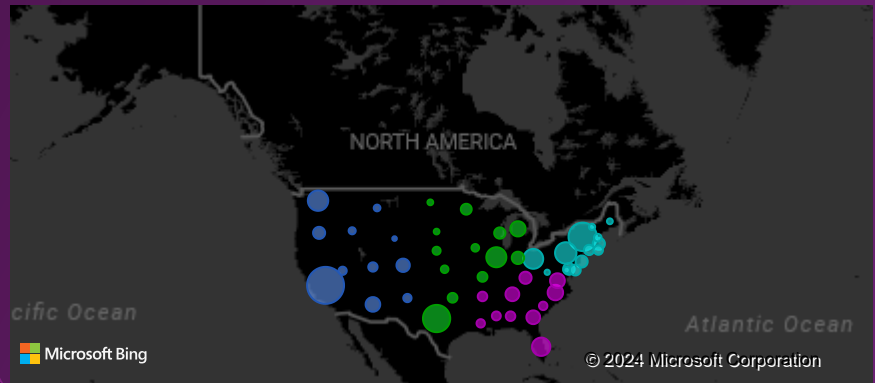 NORTH AMERICA
cific Ocean
Atlantic Ocean
Microsoft Bing
© 2024 Microsoft Corporation